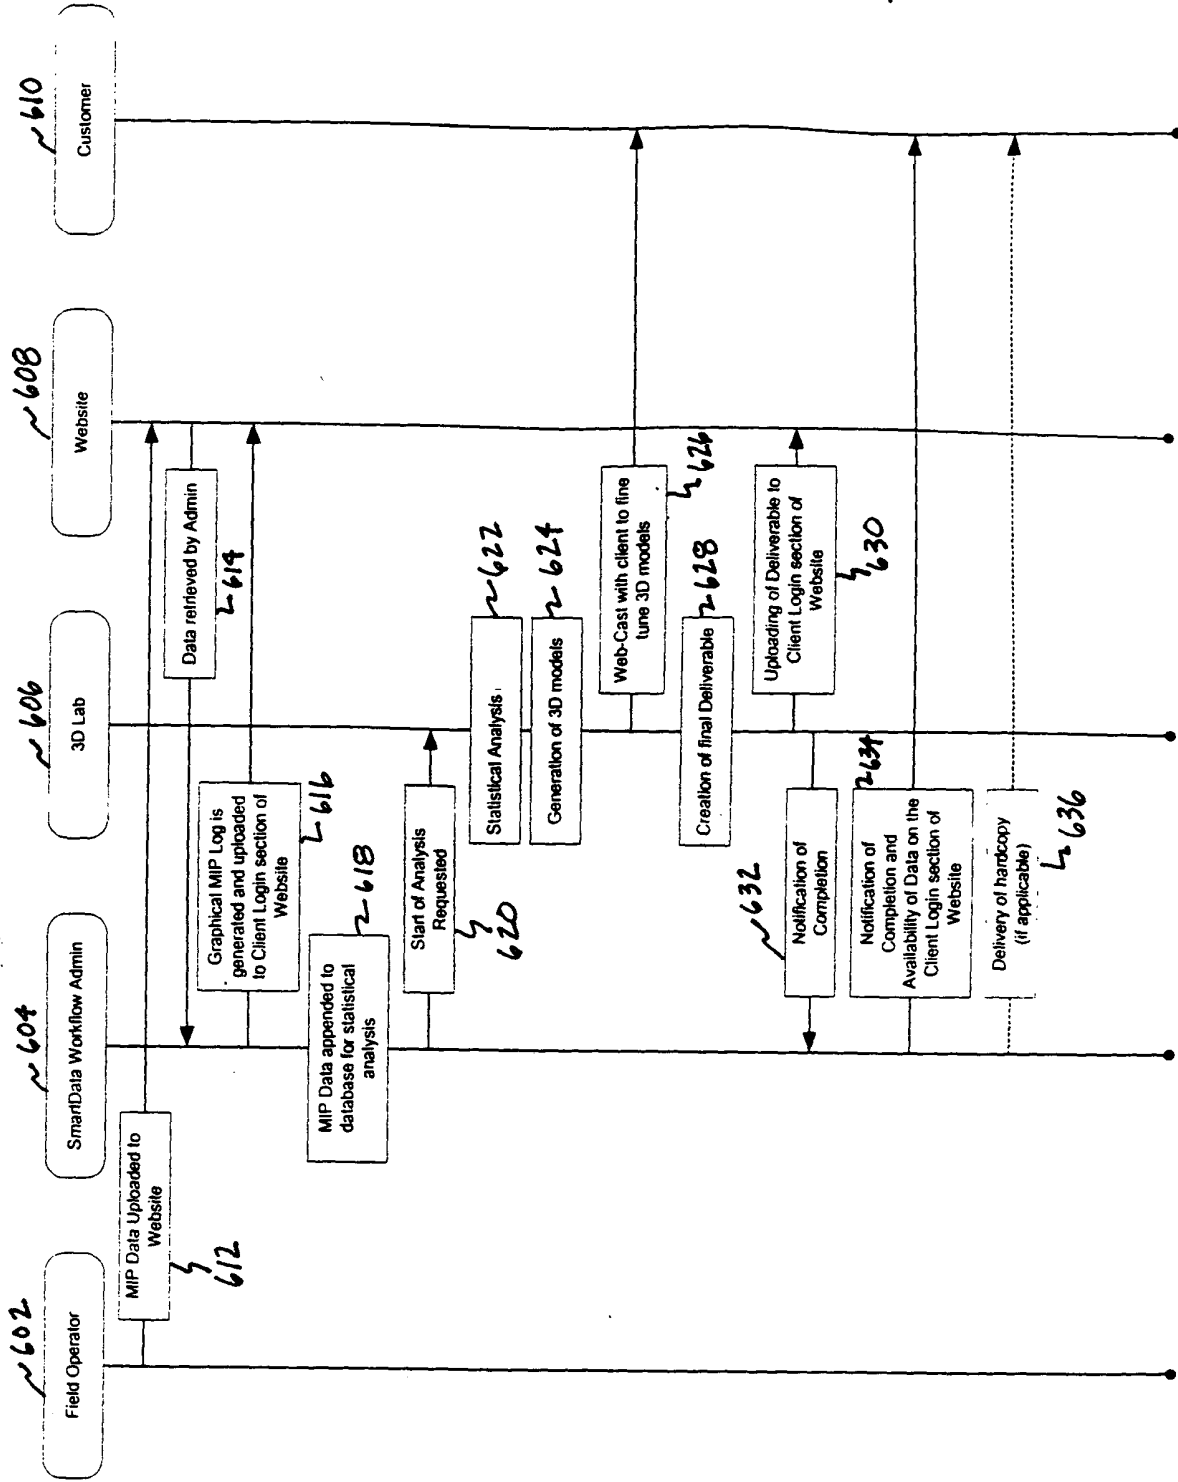 602
Field Operator
604
SmartData Workflow Admin
606
3D Lab
608
Website
610
Customer
MIP Data Uploaded to
Website
612
Data retrieved by Admin
614
Graphical MIP Log is
generated and uploaded
to Client Login section of
Website
616
MIP Data appended to
database for statistical
analysis
618
Start of Analysis
Requested
620
Statistical Analysis
622
Generation of 3D models
624
Web-Cast with client to fine
tune 3D models
626
Creation of final Deliverable
628
Uploading of Deliverable to
Client Login section of
Website
630
Notification of
Completion
632
Notification of
Completion and
Availability of Data on the
Client Login section of
Website
634
Delivery of hardcopy
(if applicable)
636